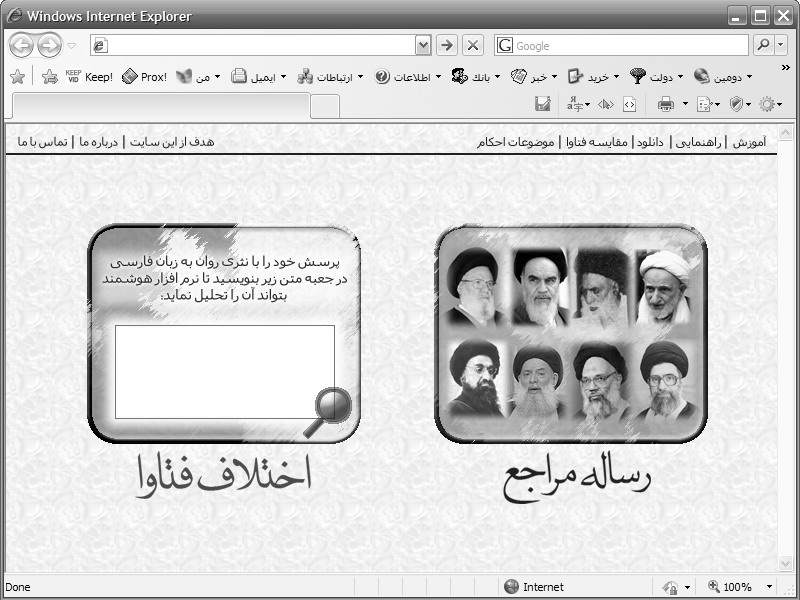 Windows Internet Explorer
Google
Keep! Prox! من ایمیل ارتباطات اطلاعات بانك خبر خرید دولت دومین
آموزش | راهنمایی | دانلود | مقایسه فتاوا | موضوعات احکام
هدف از این سایت | درباره ما | تماس با ما
پرسش خود را با نثری روان به زبان فارسی
در جعبه متن زیر بنویسید تا نرم افزار هوشمند
بتواند آن را تحلیل نماید:
رساله مراجع
اختلاف فتاوا
Done
Internet
100%